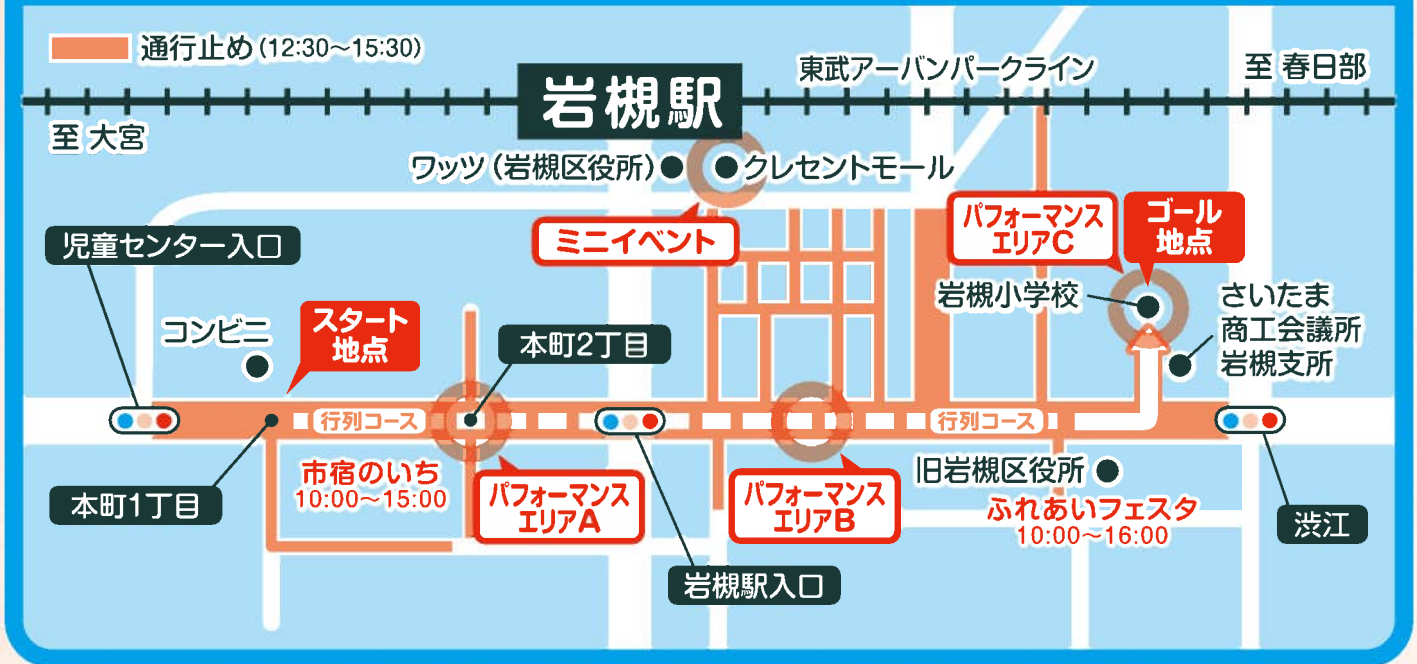 通行止め(12:30〜15:30)
東武アーバンパークライン
至 春日部
岩槻駅
至 大宮
ワッツ(岩槻区役所)
クレセントモール
ミニイベント
パフォーマンス
エリアC
ゴール
地点
児童センター入口
岩槻小学校
さいたま
商工会議所
岩槻支所
コンビニ
スタート
地点
本町2丁目
行列コース
行列コース
市宿のいち
10:00〜15:00
本町1丁目
パフォーマンス
エリアA
パフォーマンス
エリアB
旧岩槻区役所
ふれあいフェスタ
10:00〜16:00
渋江
岩槻駅入口